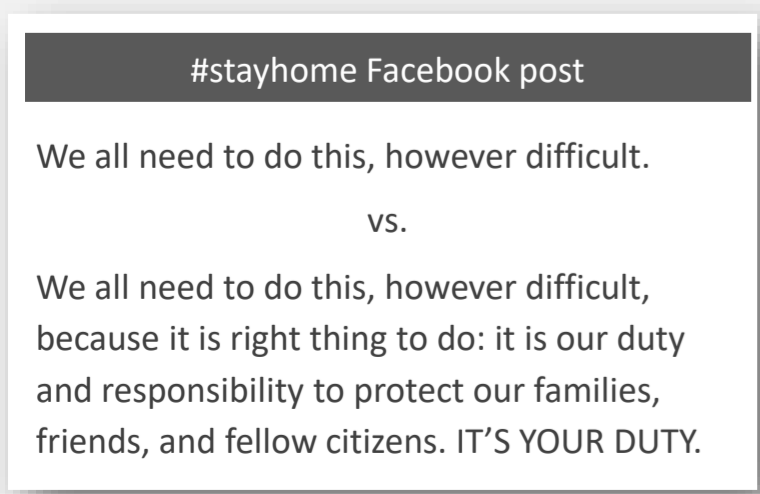 #stayhome Facebook post
We all need to do this, however difficult.
vs.
We all need to do this, however difficult,
because it is right thing to do: it is our duty
and responsibility to protect our families,
friends, and fellow citizens. IT’S YOUR DUTY.